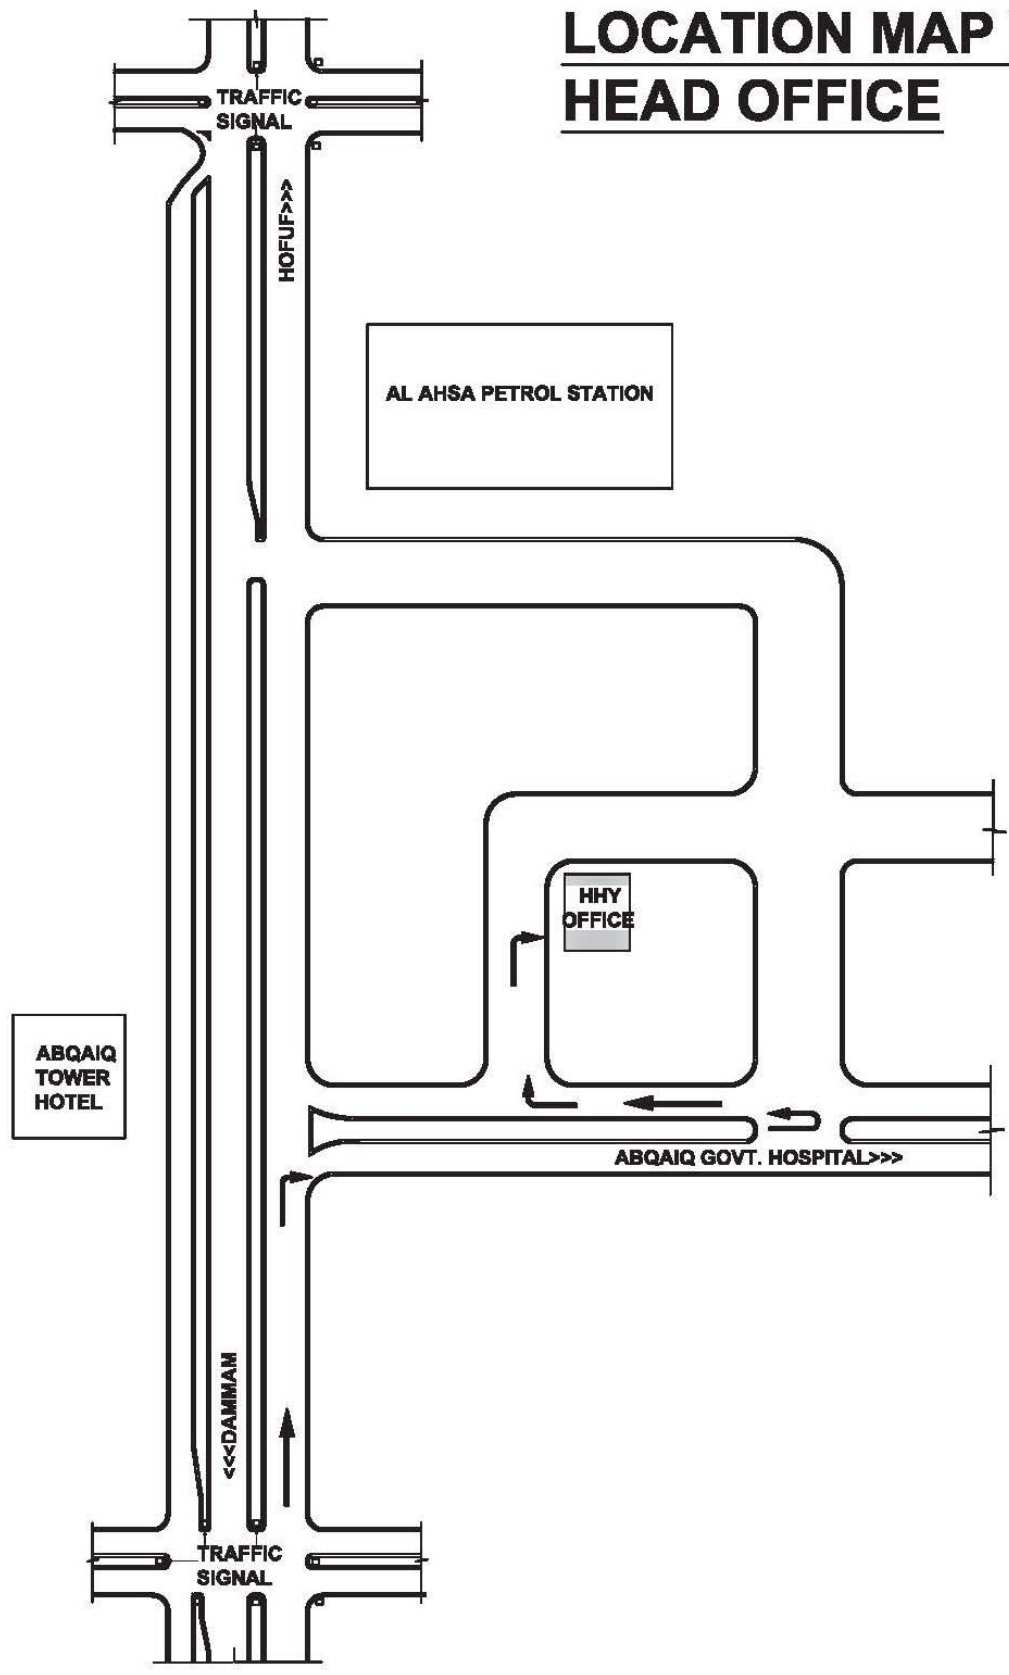 LOCATION MAP
HEAD OFFICE
TRAFFIC
SIGNAL
HOFUF>>>
AL AHSA PETROL STATION
HHY
OFFICE
ABQAIQ
TOWER
HOTEL
ABQAIQ GOVT. HOSPITAL>>>
<<<DAMMAM
TRAFFIC
SIGNAL